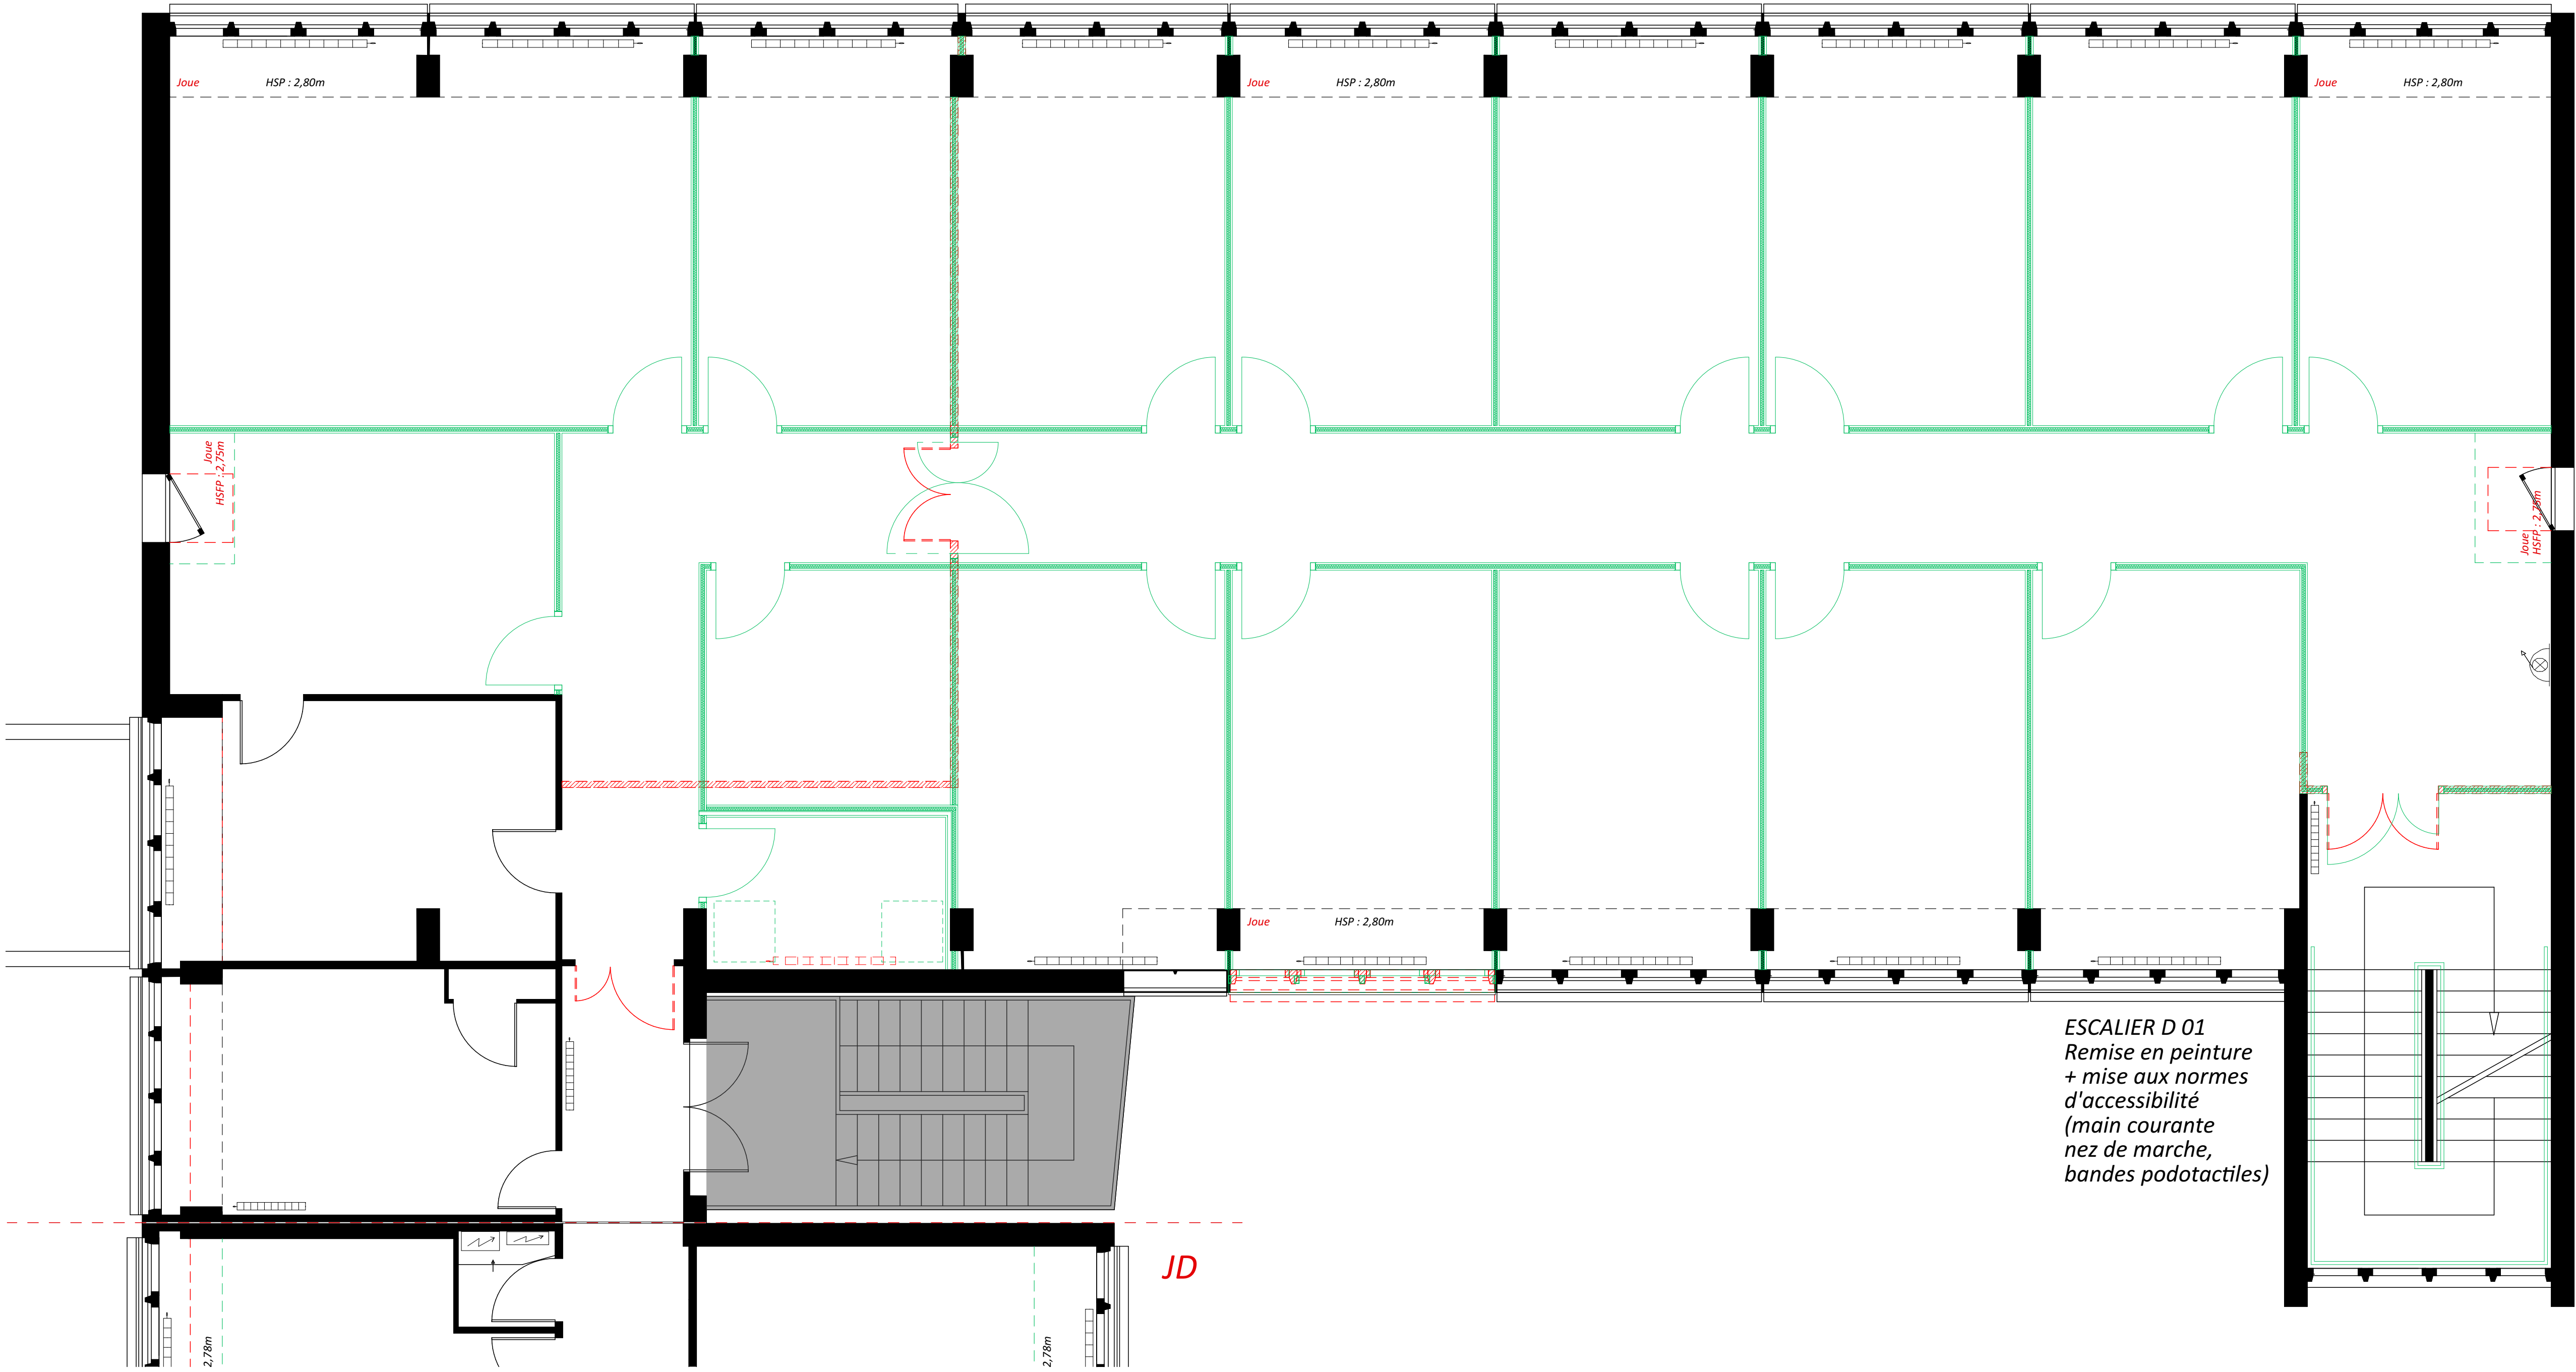 Joue HSP : 2,80m
Joue HSP : 2,80m
Joue HSP : 2,80m
Joue
HSFP : 2,75m
Joue
HSFP : 2,75m
Joue HSP : 2,80m
ESCALIER D 01
Remise en peinture
+ mise aux normes
d'accessibilité
(main courante
nez de marche,
bandes podotactiles)
JD
2,78m
2,78m